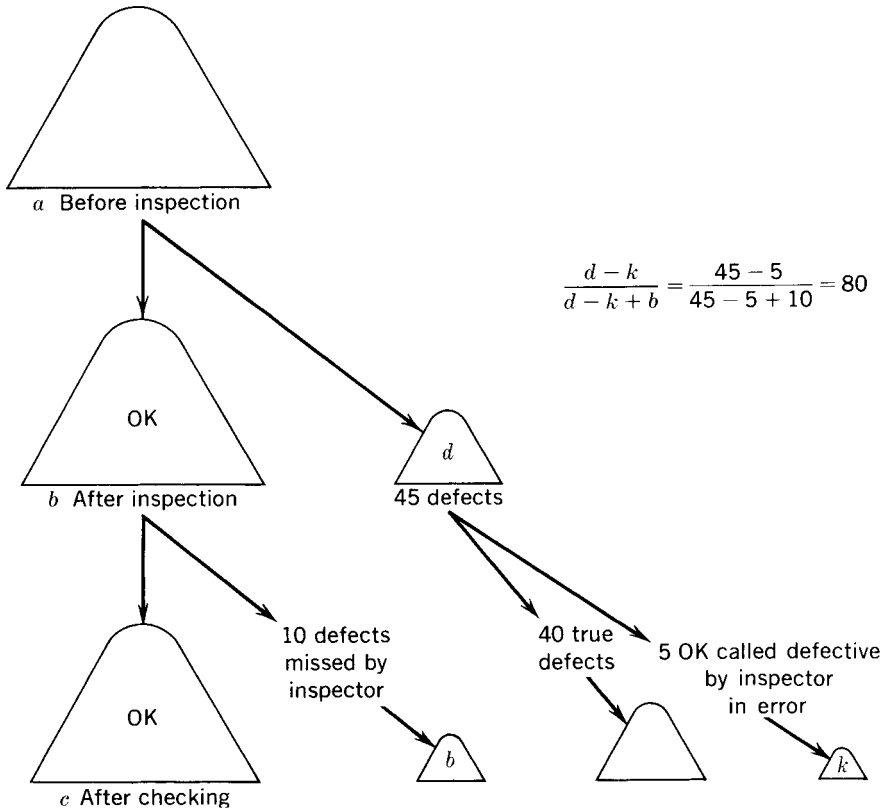 a Before inspection
d − k / d − k + b = 45 − 5 / 45 − 5 + 10 = 80
OK
d
b After inspection
45 defects
10 defects
missed by
inspector
40 true
defects
5 OK called defective
by inspector
in error
OK
b
k
c After checking